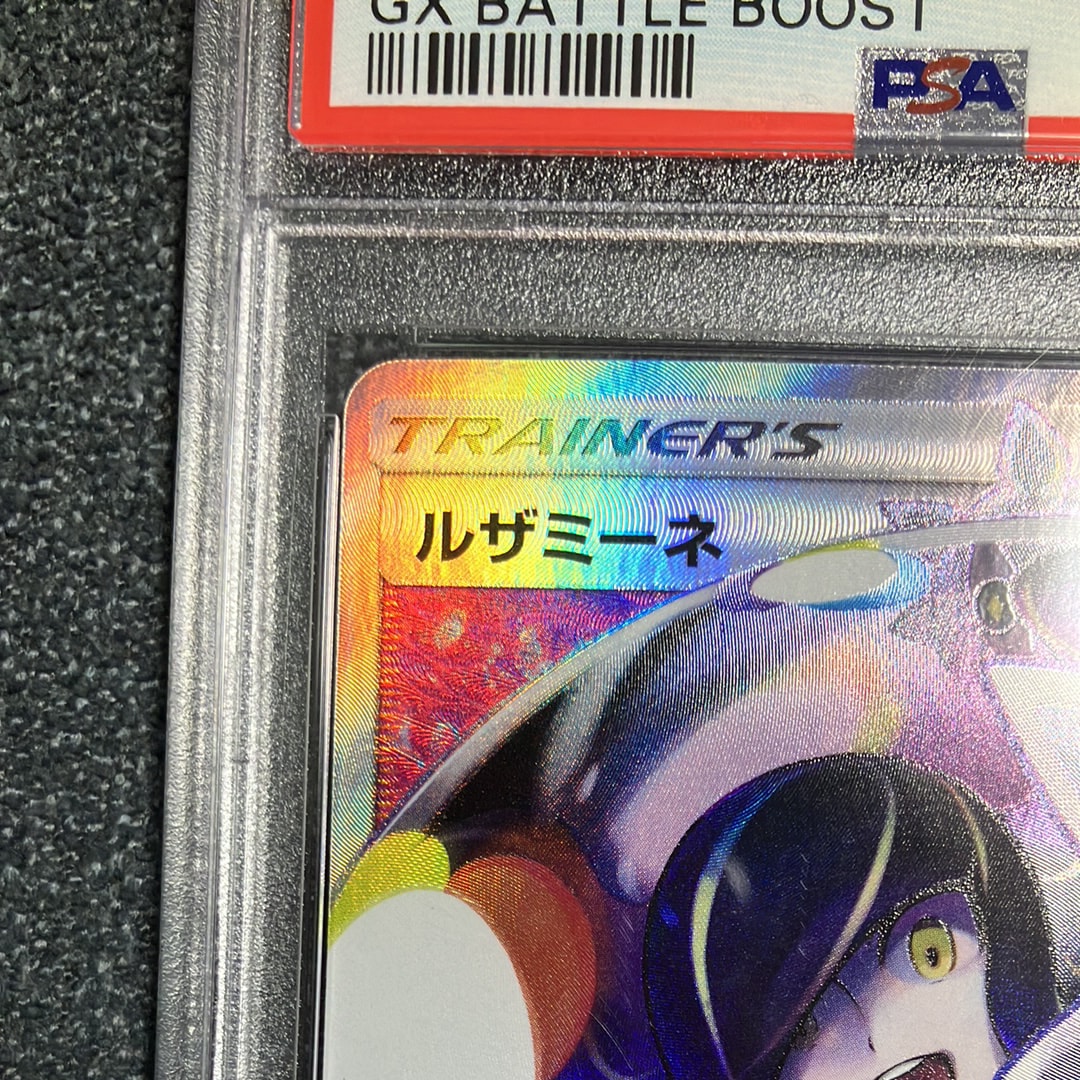 GX BATTLE BOOST
PSA
TRAINER'S
ルザミーネ